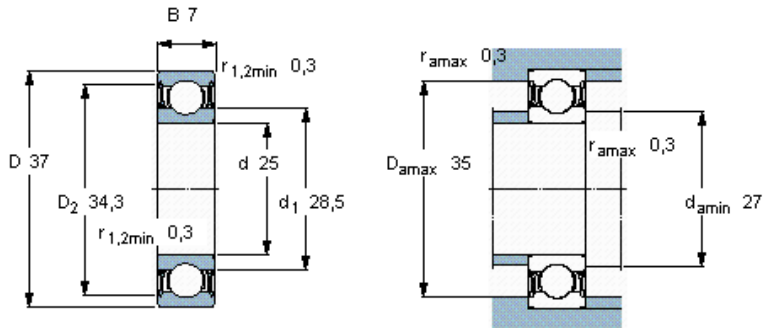 B 7
r1,2min 0,3
D 37
D2 34,3
d 25
d1 28,5
r1,2min 0,3
ramax 0,3
Damax 35
ramax 0,3
damin 27